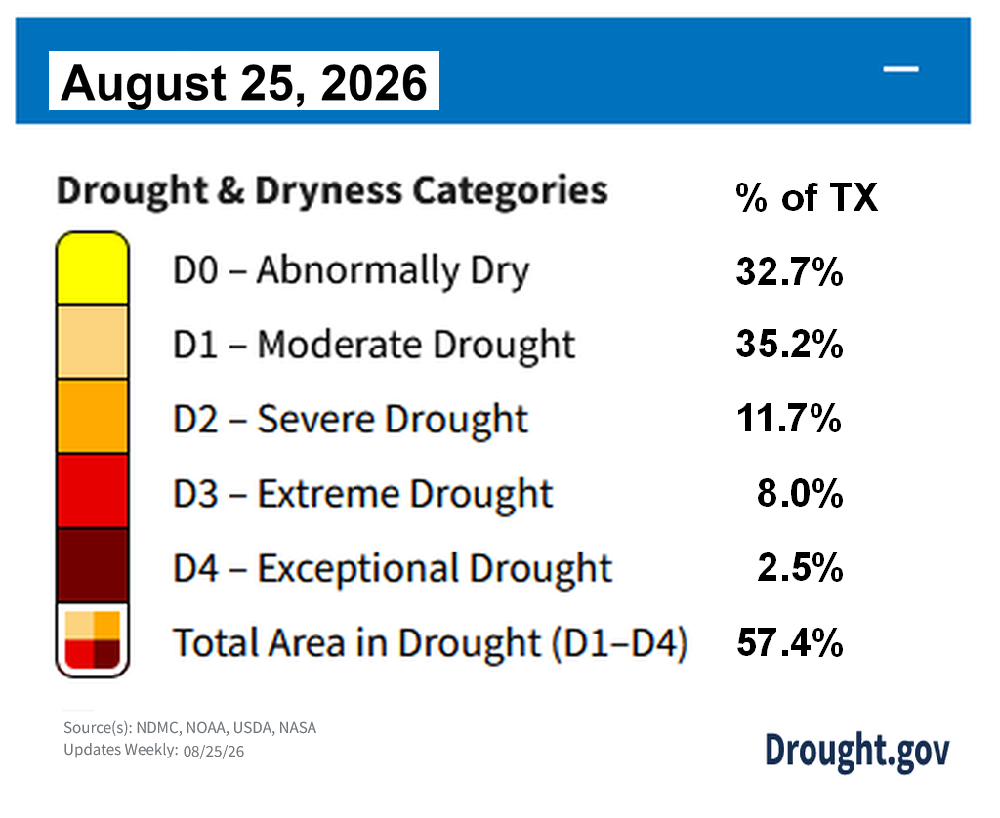 August 25, 2026
Drought & Dryness Categories % of TX
D0 – Abnormally Dry 32.7%
D1 – Moderate Drought 35.2%
D2 – Severe Drought 11.7%
D3 – Extreme Drought 8.0%
D4 – Exceptional Drought 2.5%
Total Area in Drought (D1–D4) 57.4%
Source(s): NDMC, NOAA, USDA, NASA
Updates Weekly: 08/25/26
Drought.gov